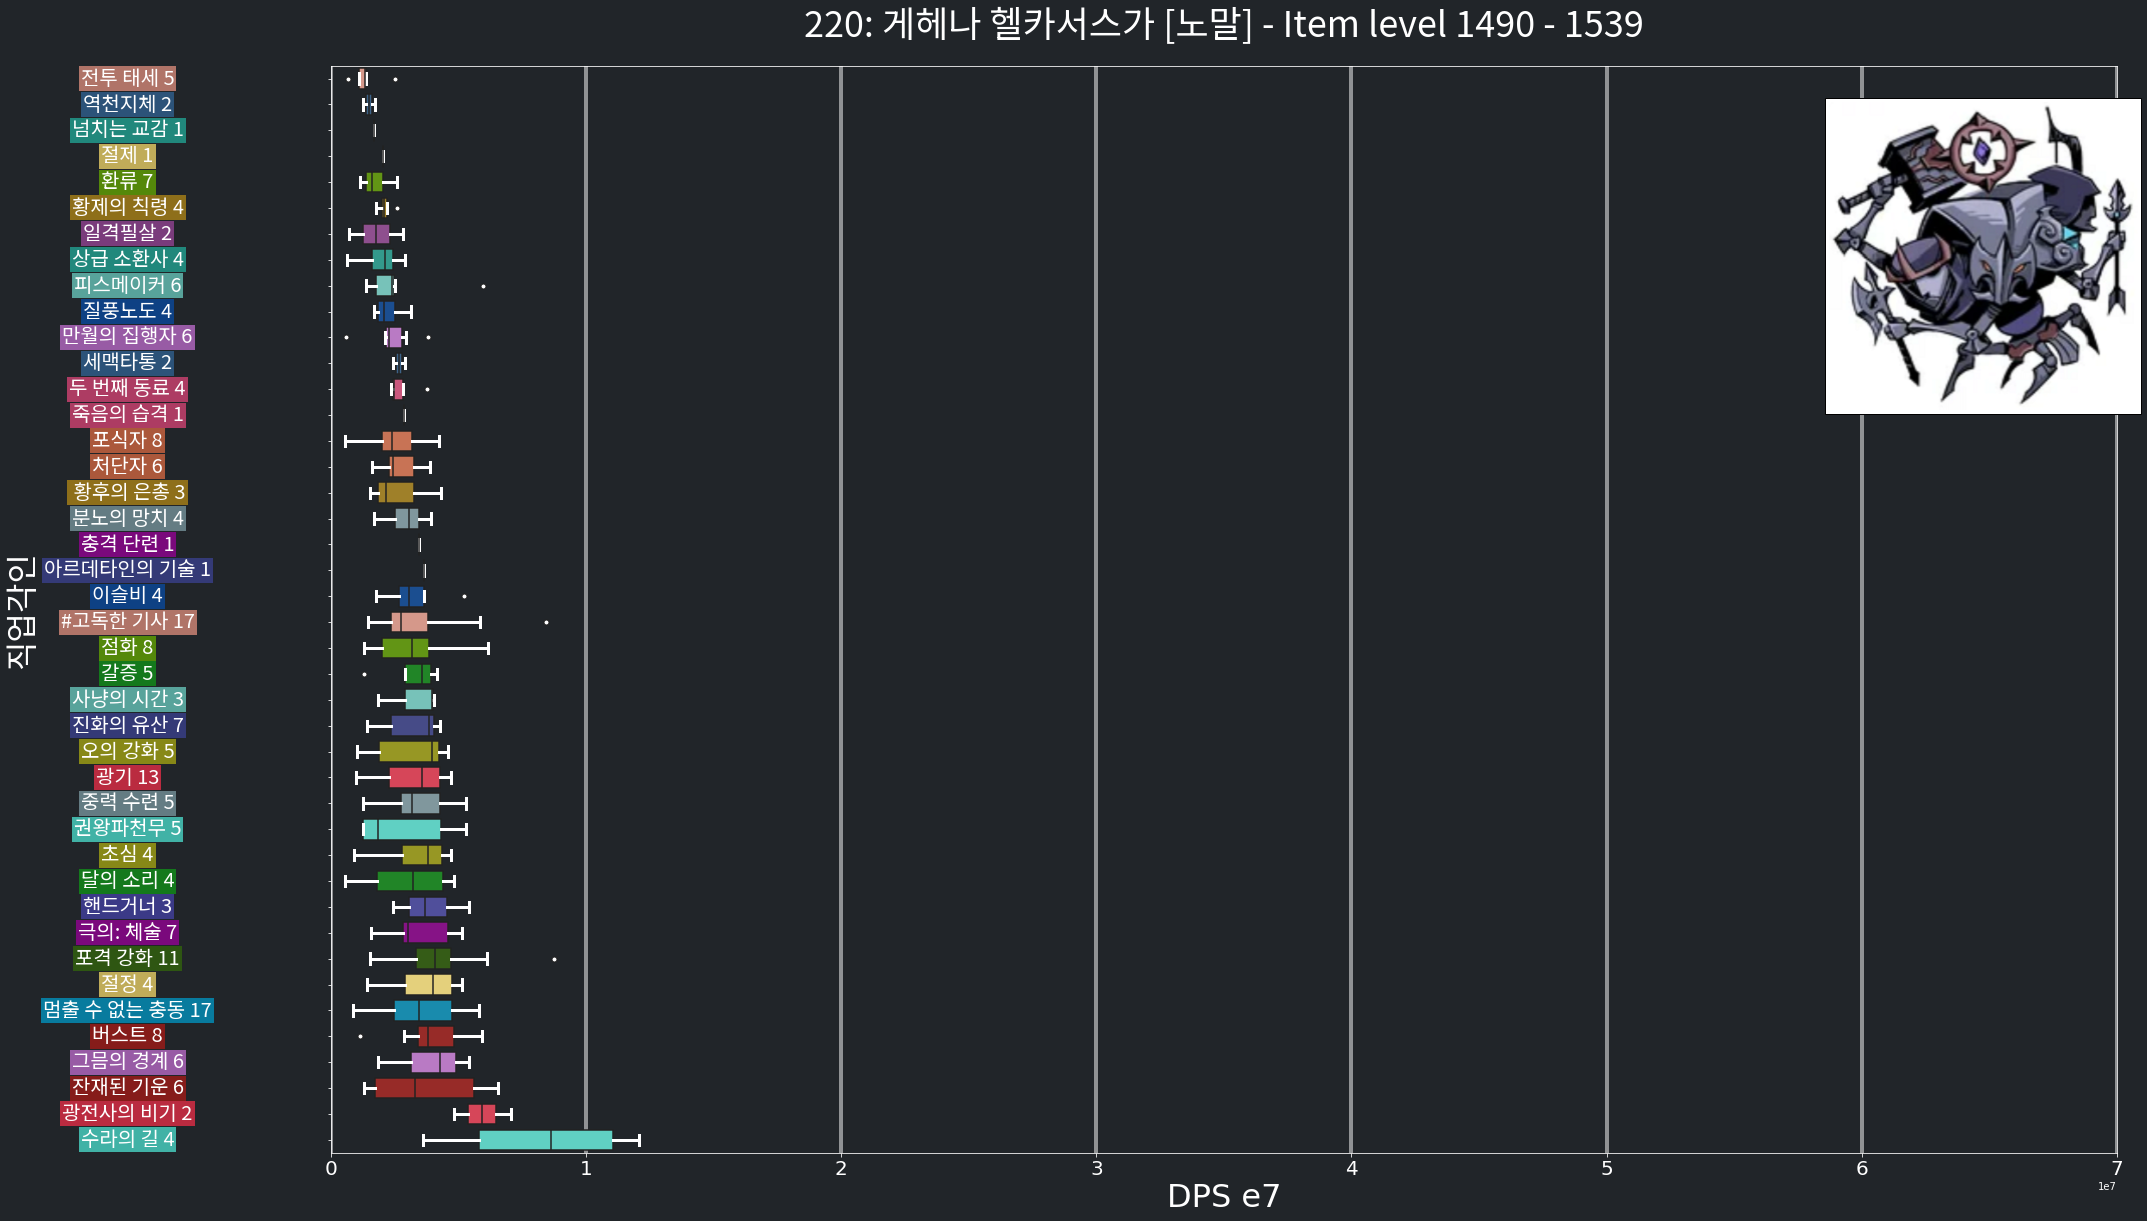 220: 게헤나 헬카서스가 [노말] - Item level 1490 - 1539
직업각인
전투 태세 5
역천지체 2
넘치는 교감 1
절제 1
환류 7
황제의 칙령 4
일격필살 2
상급 소환사 4
피스메이커 6
질풍노도 4
만월의 집행자 6
세맥타통 2
두 번째 동료 4
죽음의 습격 1
포식자 8
처단자 6
황후의 은총 3
분노의 망치 4
충격 단련 1
아르데타인의 기술 1
이슬비 4
#고독한 기사 17
점화 8
갈증 5
사냥의 시간 3
진화의 유산 7
오의 강화 5
광기 13
중력 수련 5
권왕파천무 5
초심 4
달의 소리 4
핸드거너 3
극의: 체술 7
포격 강화 11
절정 4
멈출 수 없는 충동 17
버스트 8
그믐의 경계 6
잔재된 기운 6
광전사의 비기 2
수라의 길 4
0 1 2 3 4 5 6 7
1e7
DPS e7